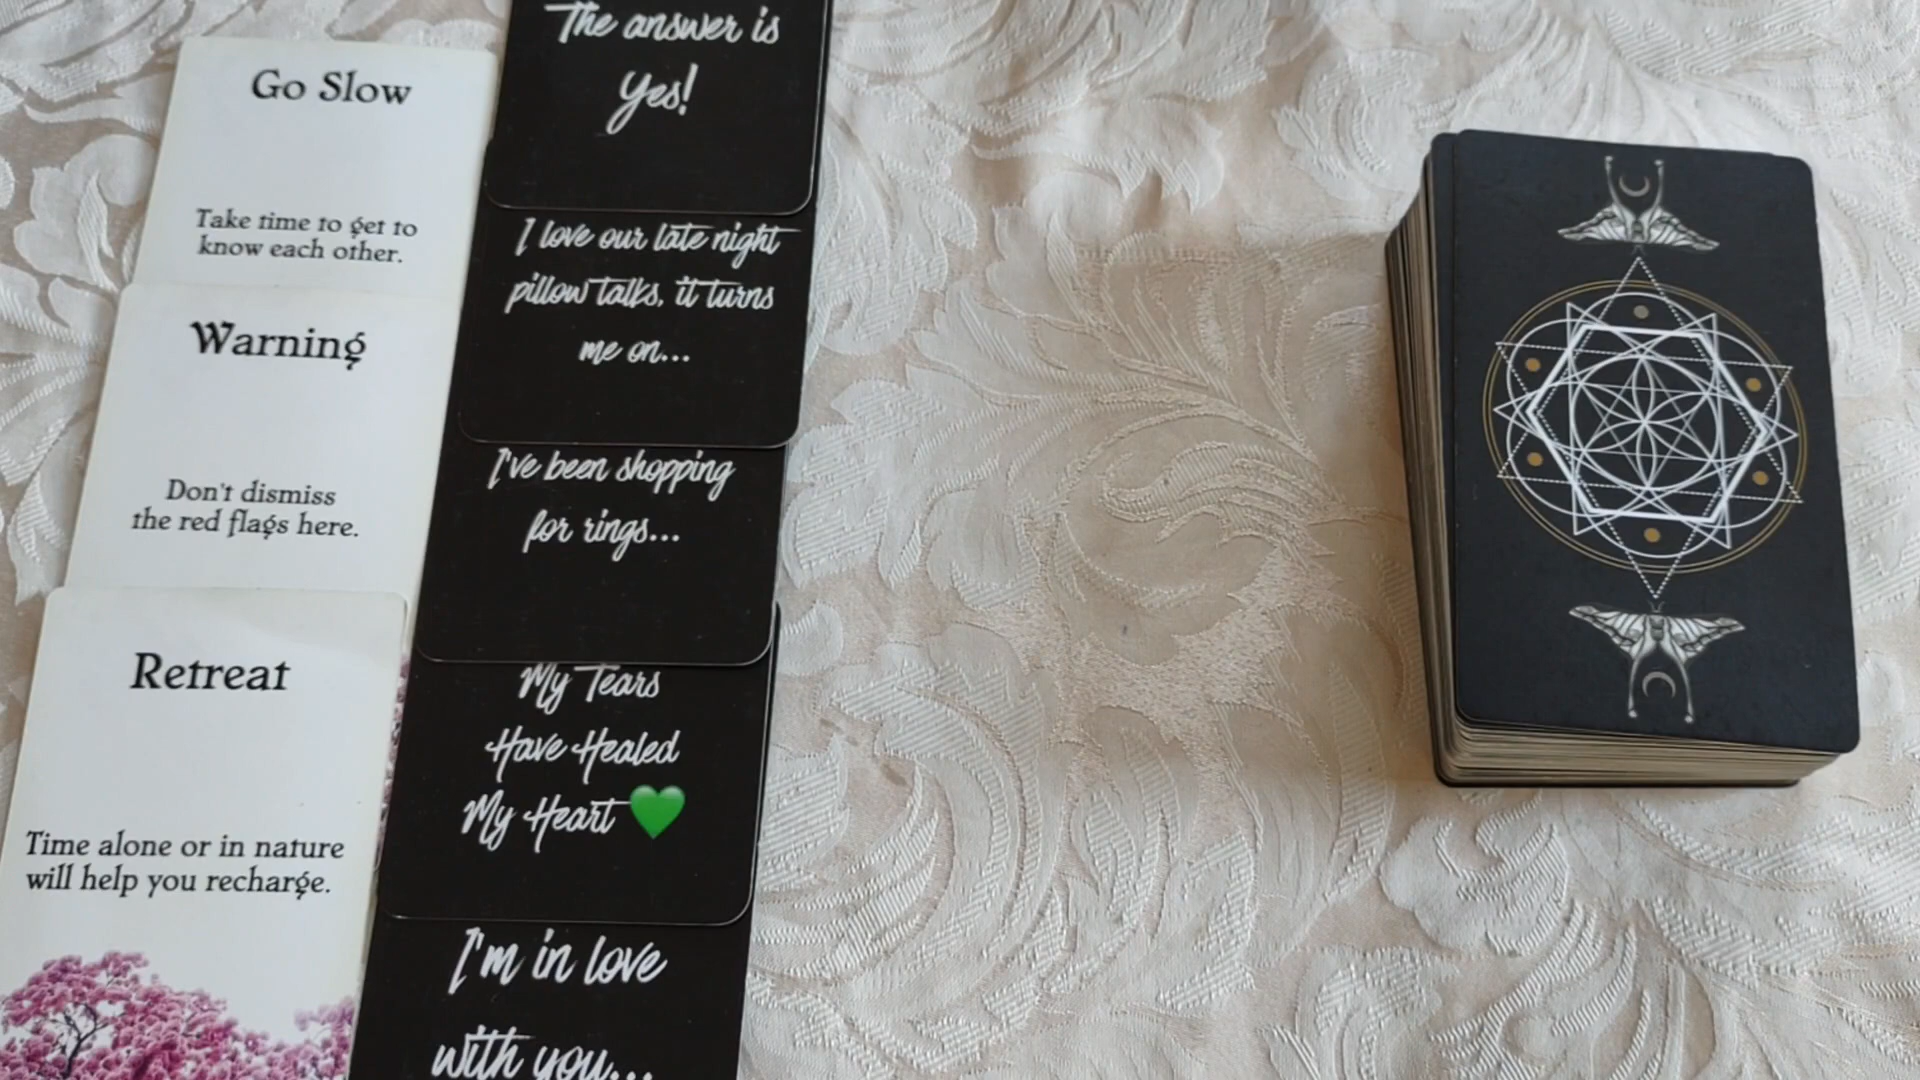 Go Slow
Take time to get to
know each other.
Warning
Don't dismiss
the red flags here.
Retreat
Time alone or in nature
will help you recharge.
The answer is
Yes!
I love our late night
pillow talks, it turns
me on...
I've been shopping
for rings...
My Tears
Have Healed
My Heart 💚
I'm in love
with you...